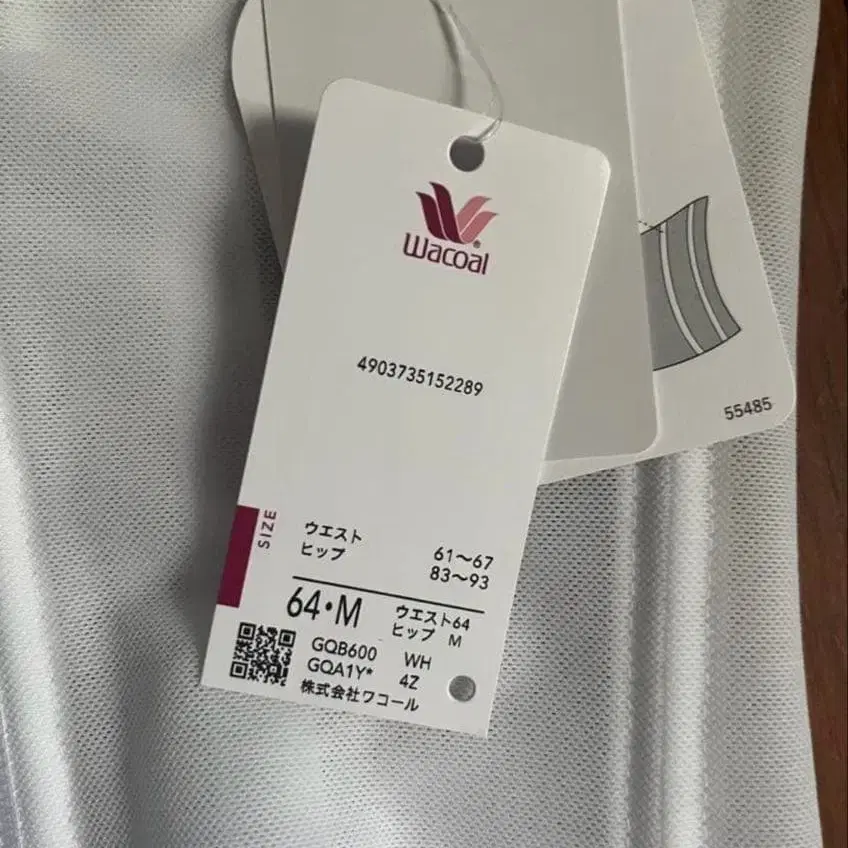 Wacoal®
4903735152289
55485
SIZE
ウエスト 61〜67
ヒップ 83〜93
64・M ウエスト64
ヒップ M
GQB600 WH
GQA1Y* 4Z
株式会社ワコール